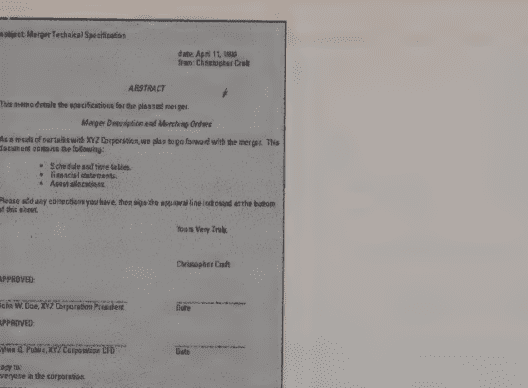 subject: Merger Technical Specification
date: April 11,
from: Christopher Craft
ABSTRACT
This memo details the specifications for the planned merger.
Merger Description and Marching Orders
As a result of our talks with XYZ Corporation, we plan to go forward with the merger. This
document contains the following:
• Schedule and time tables.
• Financial statements.
• Asset allocations.
Please add any corrections you have, then sign the approval line indicated at the bottom
of this sheet.
Yours Very Truly,
Christopher Craft
APPROVED:
John W. Doe, XYZ Corporation President
Date
APPROVED:
Q. Public, XYZ Corporation CFO
Date
copy to:
everyone in the corporation.